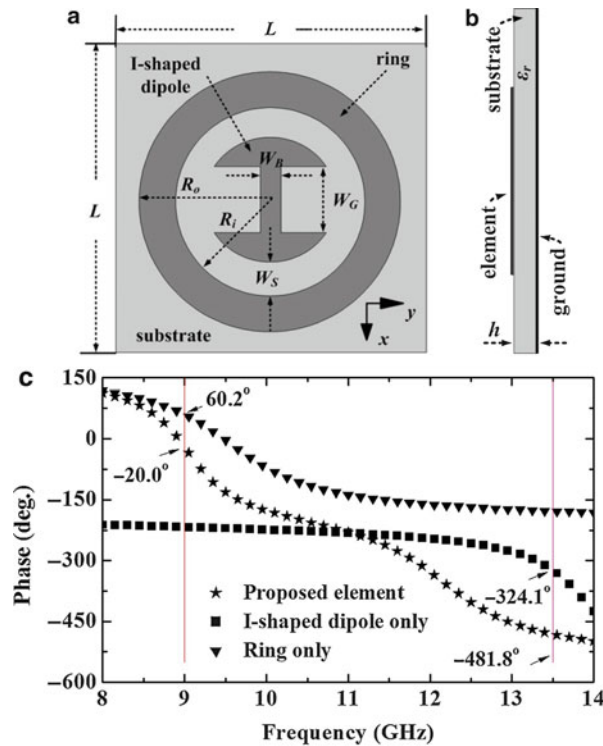 a
L
I-shaped
dipole
ring
W_B
R_o
W_G
L
R_i
W_S
substrate
y
x
b
substrate
ε_r
element
ground
h
c
150
0
−150
−300
−450
−600
Phase (deg.)
60.2°
−20.0°
−324.1°
−481.8°
Proposed element
I-shaped dipole only
Ring only
8 9 10 11 12 13 14
Frequency (GHz)